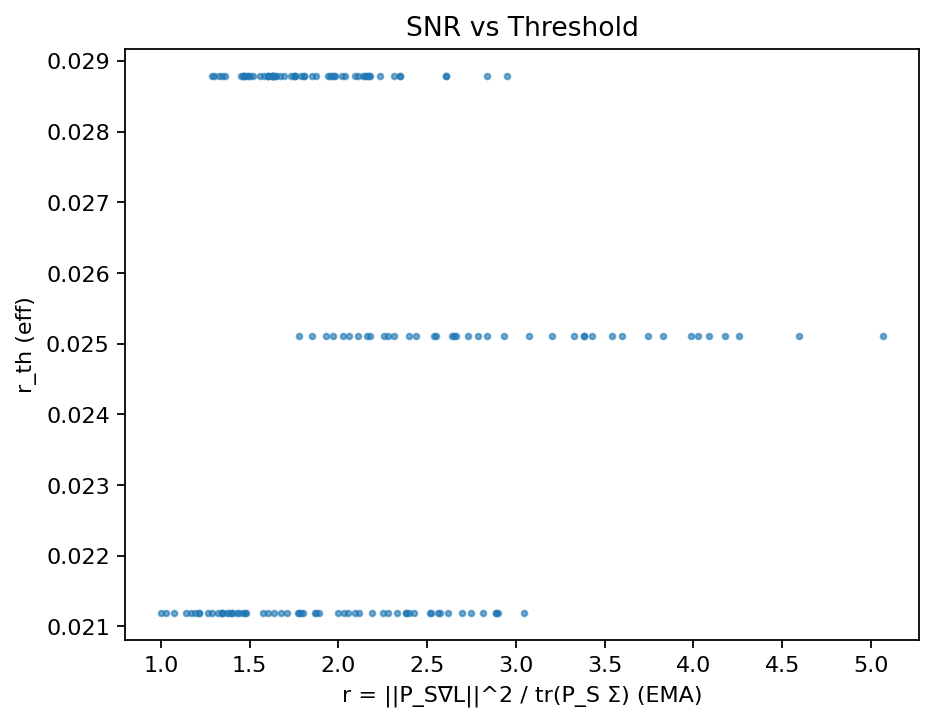 SNR vs Threshold
0.029
0.028
0.027
0.026
0.025
0.024
0.023
0.022
0.021
r_th (eff)
1.0 1.5 2.0 2.5 3.0 3.5 4.0 4.5 5.0
r = ||P_S∇L||^2 / tr(P_S Σ) (EMA)